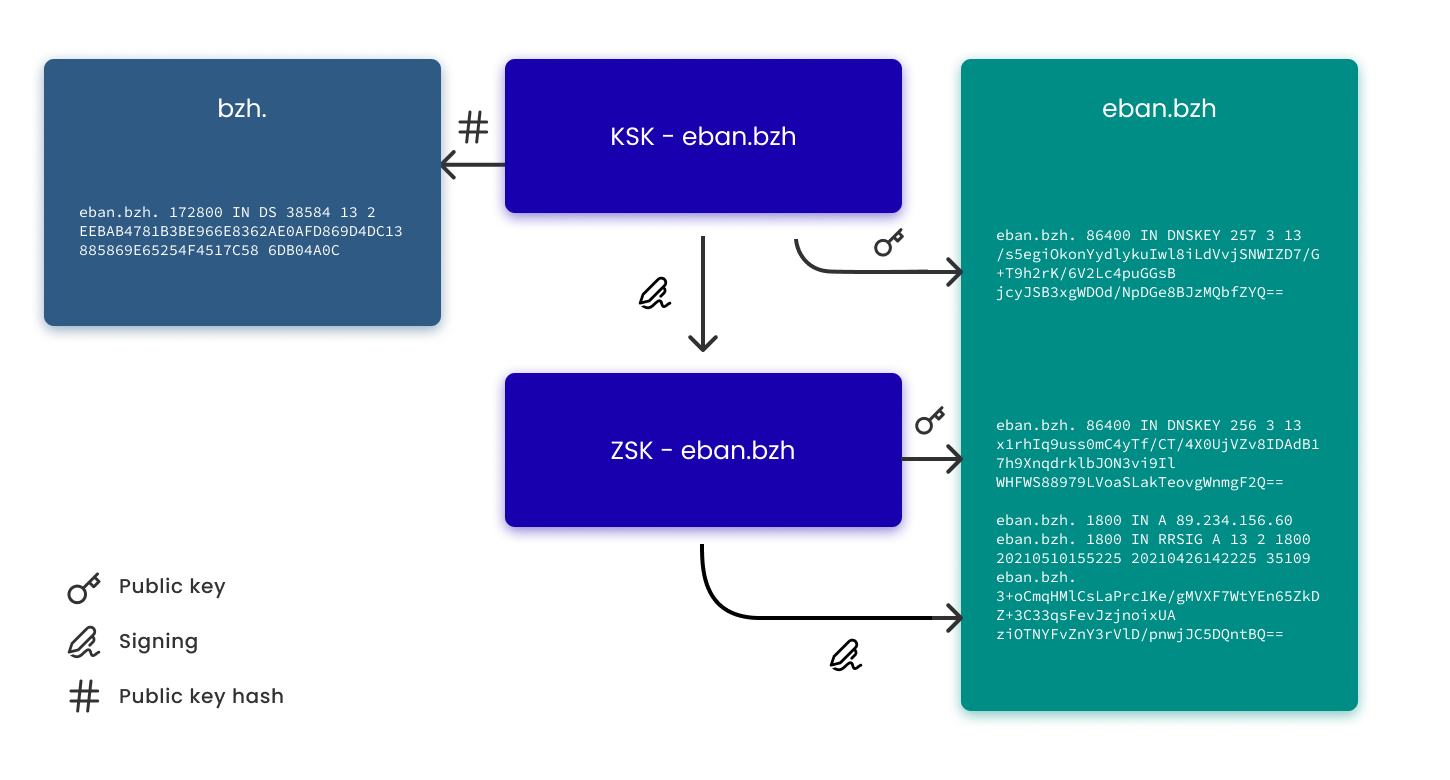 bzh.
eban.bzh. 172800 IN DS 38584 13 2
EEBAB4781B3BE966E8362AE0AFD869D4DC13
885869E65254F4517C58 6DB04A0C
KSK - eban.bzh
eban.bzh
eban.bzh. 86400 IN DNSKEY 257 3 13
/s5egiOkonYydlykuIwl8iLdVvjSNWIZD7/G
+T9h2rK/6V2Lc4puGGsB
jcyJSB3xgWDOd/NpDGe8BJzMQbfZYQ==
ZSK - eban.bzh
eban.bzh. 86400 IN DNSKEY 256 3 13
x1rhIq9uss0mC4yTf/CT/4X0UjVZv8IDAdB1
7h9XnqdrklbJON3vi9Il
WHFWS88979LVoaSLakTeovgWnmgF2Q==
eban.bzh. 1800 IN A 89.234.156.60
eban.bzh. 1800 IN RRSIG A 13 2 1800
20210510155225 20210426142225 35109
eban.bzh.
3+oCmqHMlCsLaPrc1Ke/gMVXF7WtYEn65ZkD
Z+3C33qsFevJzjnoixUA
ziOTNYFvZnY3rVlD/pnwjJC5DQntBQ==
Public key
Signing
Public key hash